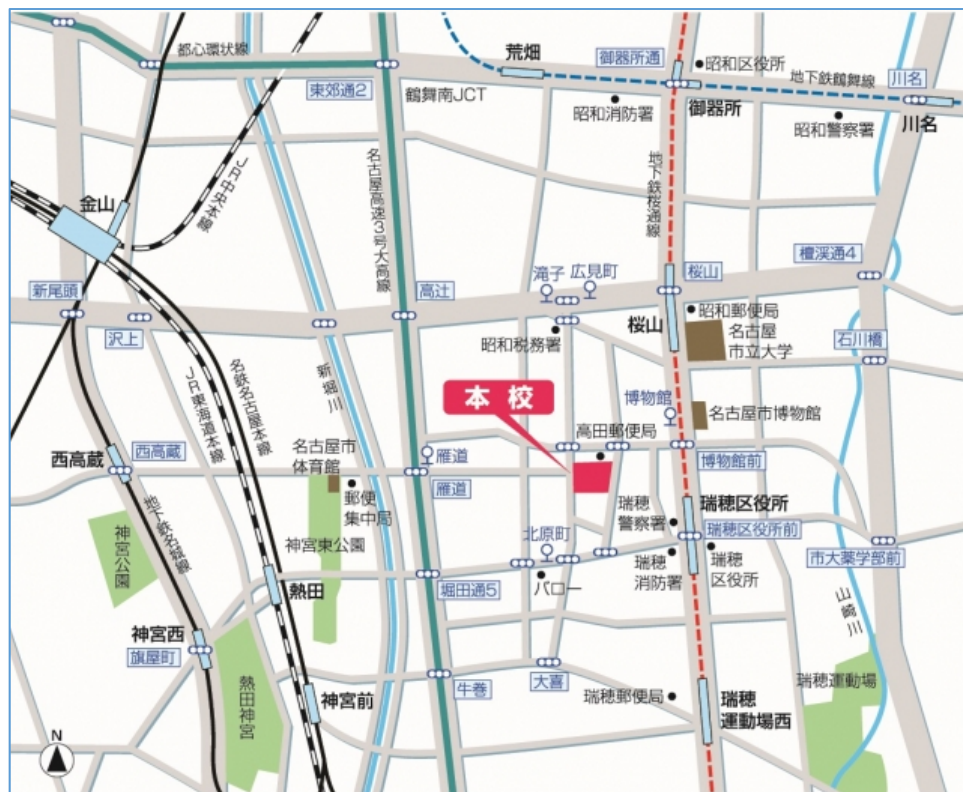 都心環状線
荒畑
御器所通
昭和区役所
地下鉄鶴舞線
川名
東郊通2
鶴舞南JCT
昭和消防署
御器所
昭和警察署
川名
JR中央本線
名古屋高速3号大高線
地下鉄桜通線
金山
檀渓通4
新尾頭
高辻
滝子
広見町
桜山
沢上
昭和税務署
桜山
昭和郵便局
名古屋
市立大学
石川橋
名鉄名古屋本線
JR東海道本線
新堀川
本校
博物館
名古屋市博物館
西高蔵
西高蔵
名古屋市
体育館
雁道
高田郵便局
博物館前
郵便
集中局
雁道
瑞穂区役所
瑞穂
警察署
瑞穂区役所前
地下鉄名城線
神宮公園
神宮東公園
北原町
市大薬学部前
熱田
堀田通5
バロー
瑞穂
消防署
瑞穂
区役所
山崎川
神宮西
旗屋町
熱田神宮
神宮前
牛巻
大喜
瑞穂郵便局
瑞穂
運動場西
瑞穂運動場
N